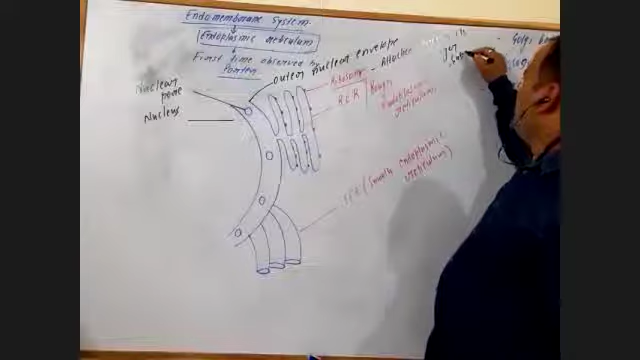 Endomembrane System
Endoplasmic Reticulum
First time observed by
Porter
outer nuclear envelope
Nuclear
pore
Nucleus
Ribosome
R E R
Rough
Endoplasmic
reticulum
- Attached
- Golgi
SER (Smooth endoplasmic
reticulum)